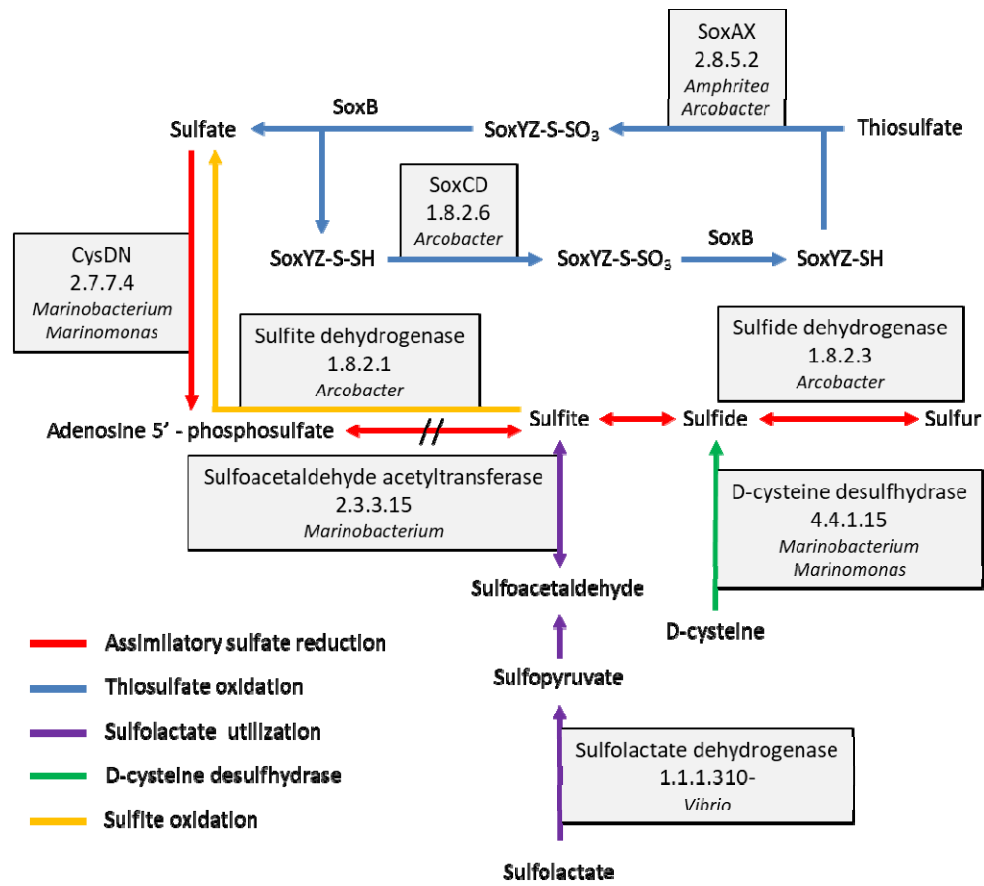 SoxAX
2.8.5.2
Amphritea
Arcobacter
SoxB
Sulfate
SoxYZ-S-SO₃
Thiosulfate
SoxCD
1.8.2.6
Arcobacter
SoxYZ-S-SH
SoxYZ-S-SO₃
SoxB
SoxYZ-SH
CysDN
2.7.7.4
Marinobacterium
Marinomonas
Sulfite dehydrogenase
1.8.2.1
Arcobacter
Sulfide dehydrogenase
1.8.2.3
Arcobacter
Adenosine 5′ - phosphosulfate
//
Sulfite
Sulfide
Sulfur
Sulfoacetaldehyde acetyltransferase
2.3.3.15
Marinobacterium
D-cysteine desulfhydrase
4.4.1.15
Marinobacterium
Marinomonas
Sulfoacetaldehyde
D-cysteine
Sulfopyruvate
Sulfolactate dehydrogenase
1.1.1.310-
Vibrio
Sulfolactate
Assimilatory sulfate reduction
Thiosulfate oxidation
Sulfolactate utilization
D-cysteine desulfhydrase
Sulfite oxidation